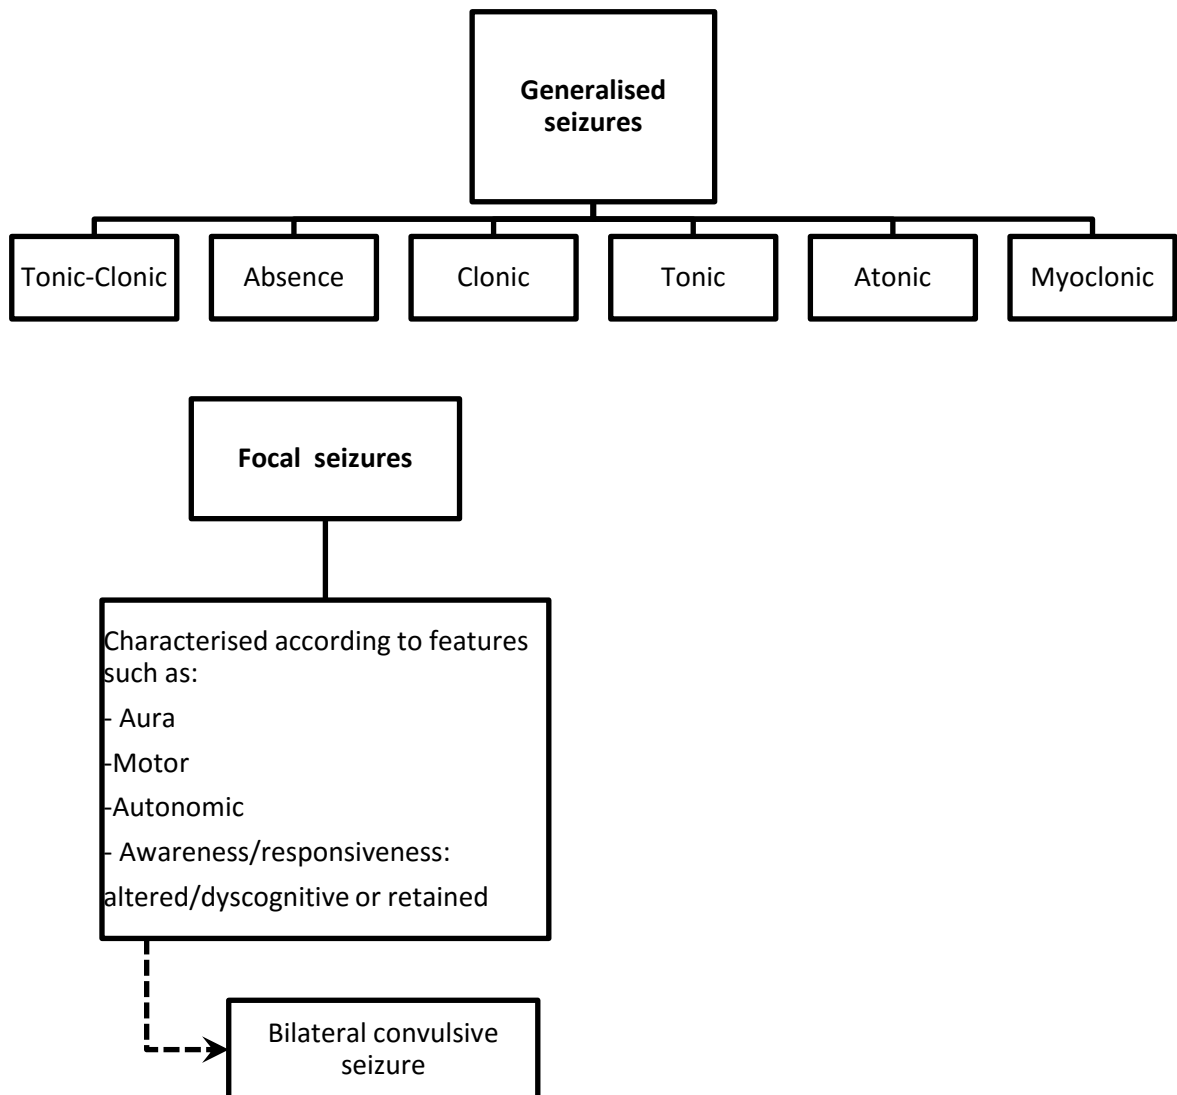 Generalised
seizures
Tonic-Clonic
Absence
Clonic
Tonic
Atonic
Myoclonic
Focal  seizures
Characterised according to features
such as:
- Aura
-Motor
-Autonomic
- Awareness/responsiveness:
altered/dyscognitive or retained
Bilateral convulsive
seizure